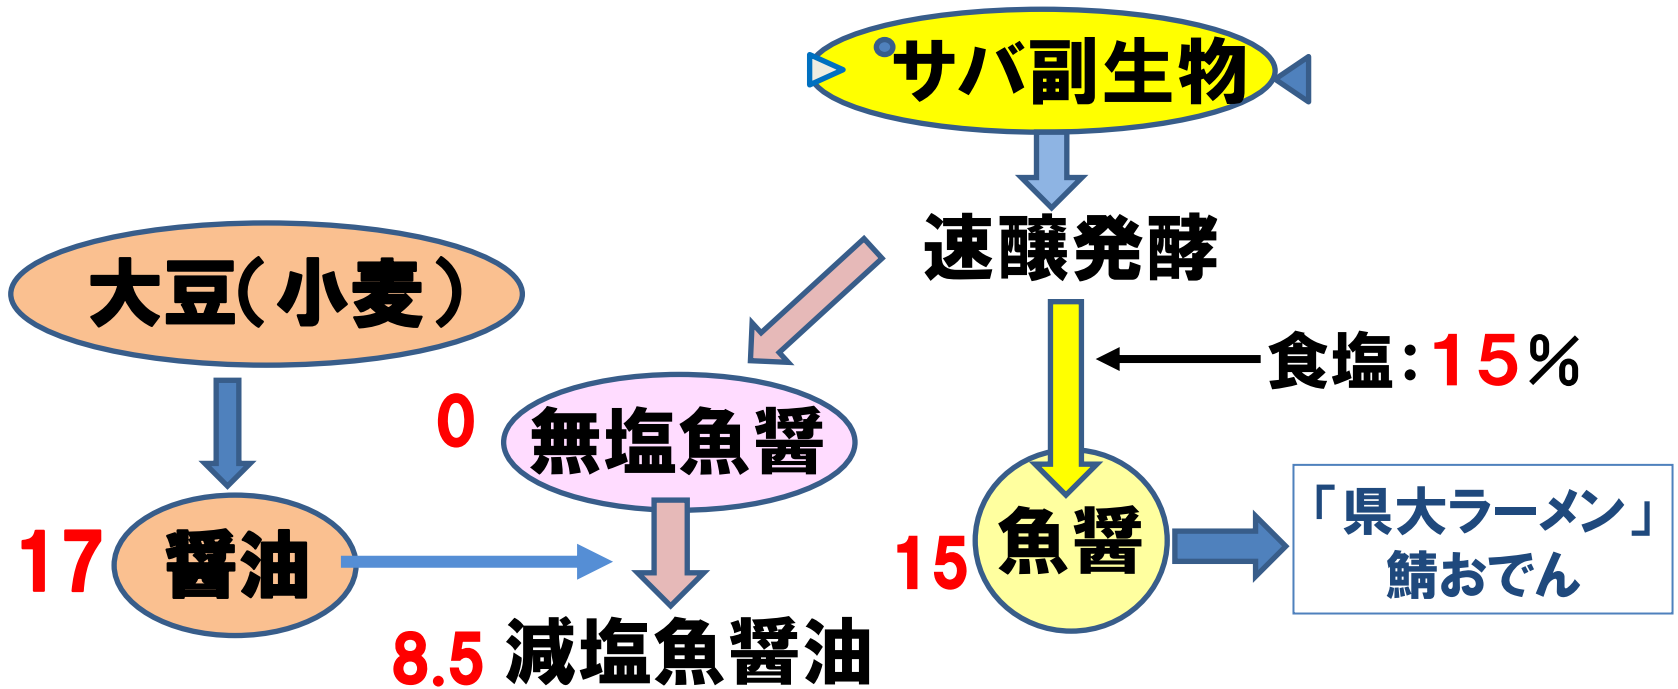 サバ副生物
速醸発酵
大豆(小麦)
食塩：15％
0
無塩魚醤
17
醤油
15
魚醤
「県大ラーメン」
鯖おでん
8.5
減塩魚醤油